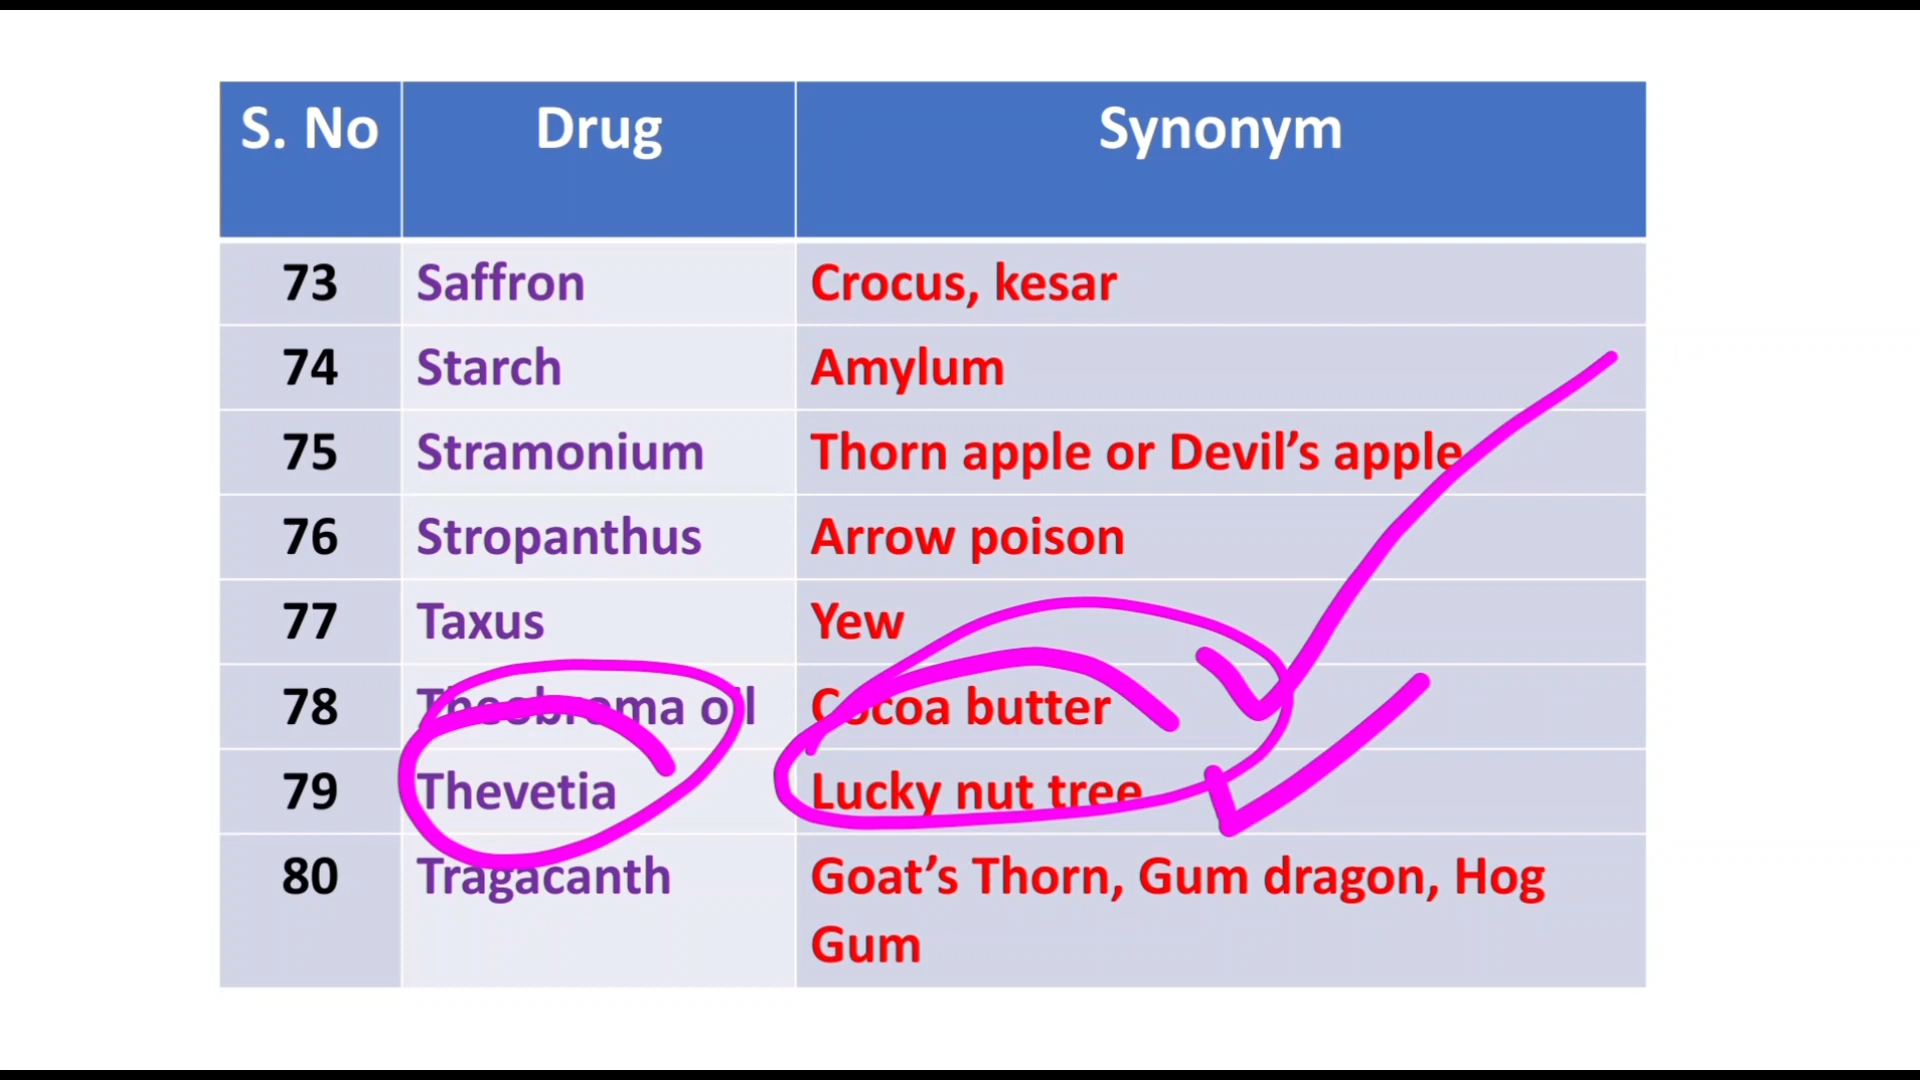 S. No Drug Synonym
73 Saffron Crocus, kesar
74 Starch Amylum
75 Stramonium Thorn apple or Devil’s apple
76 Stropanthus Arrow poison
77 Taxus Yew
78 Theobroma oil Cocoa butter
79 Thevetia Lucky nut tree
80 Tragacanth Goat’s Thorn, Gum dragon, Hog
Gum